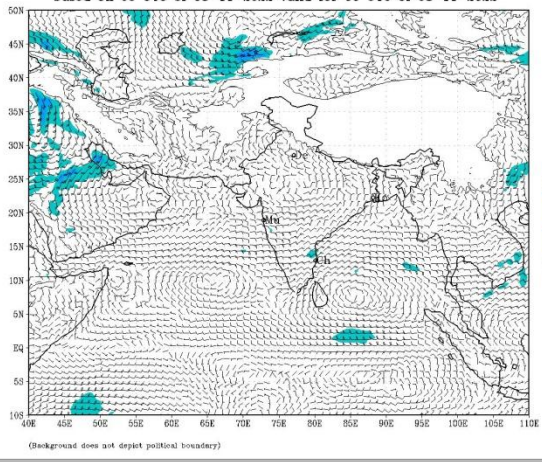 50N
45N
40N
35N
30N
25N
20N
15N
10N
5N
EQ
5S
10S
Mu
Ch
40E 45E 50E 55E 60E 65E 70E 75E 80E 85E 90E 95E 100E 105E 110E
(Background does not depict political boundary)